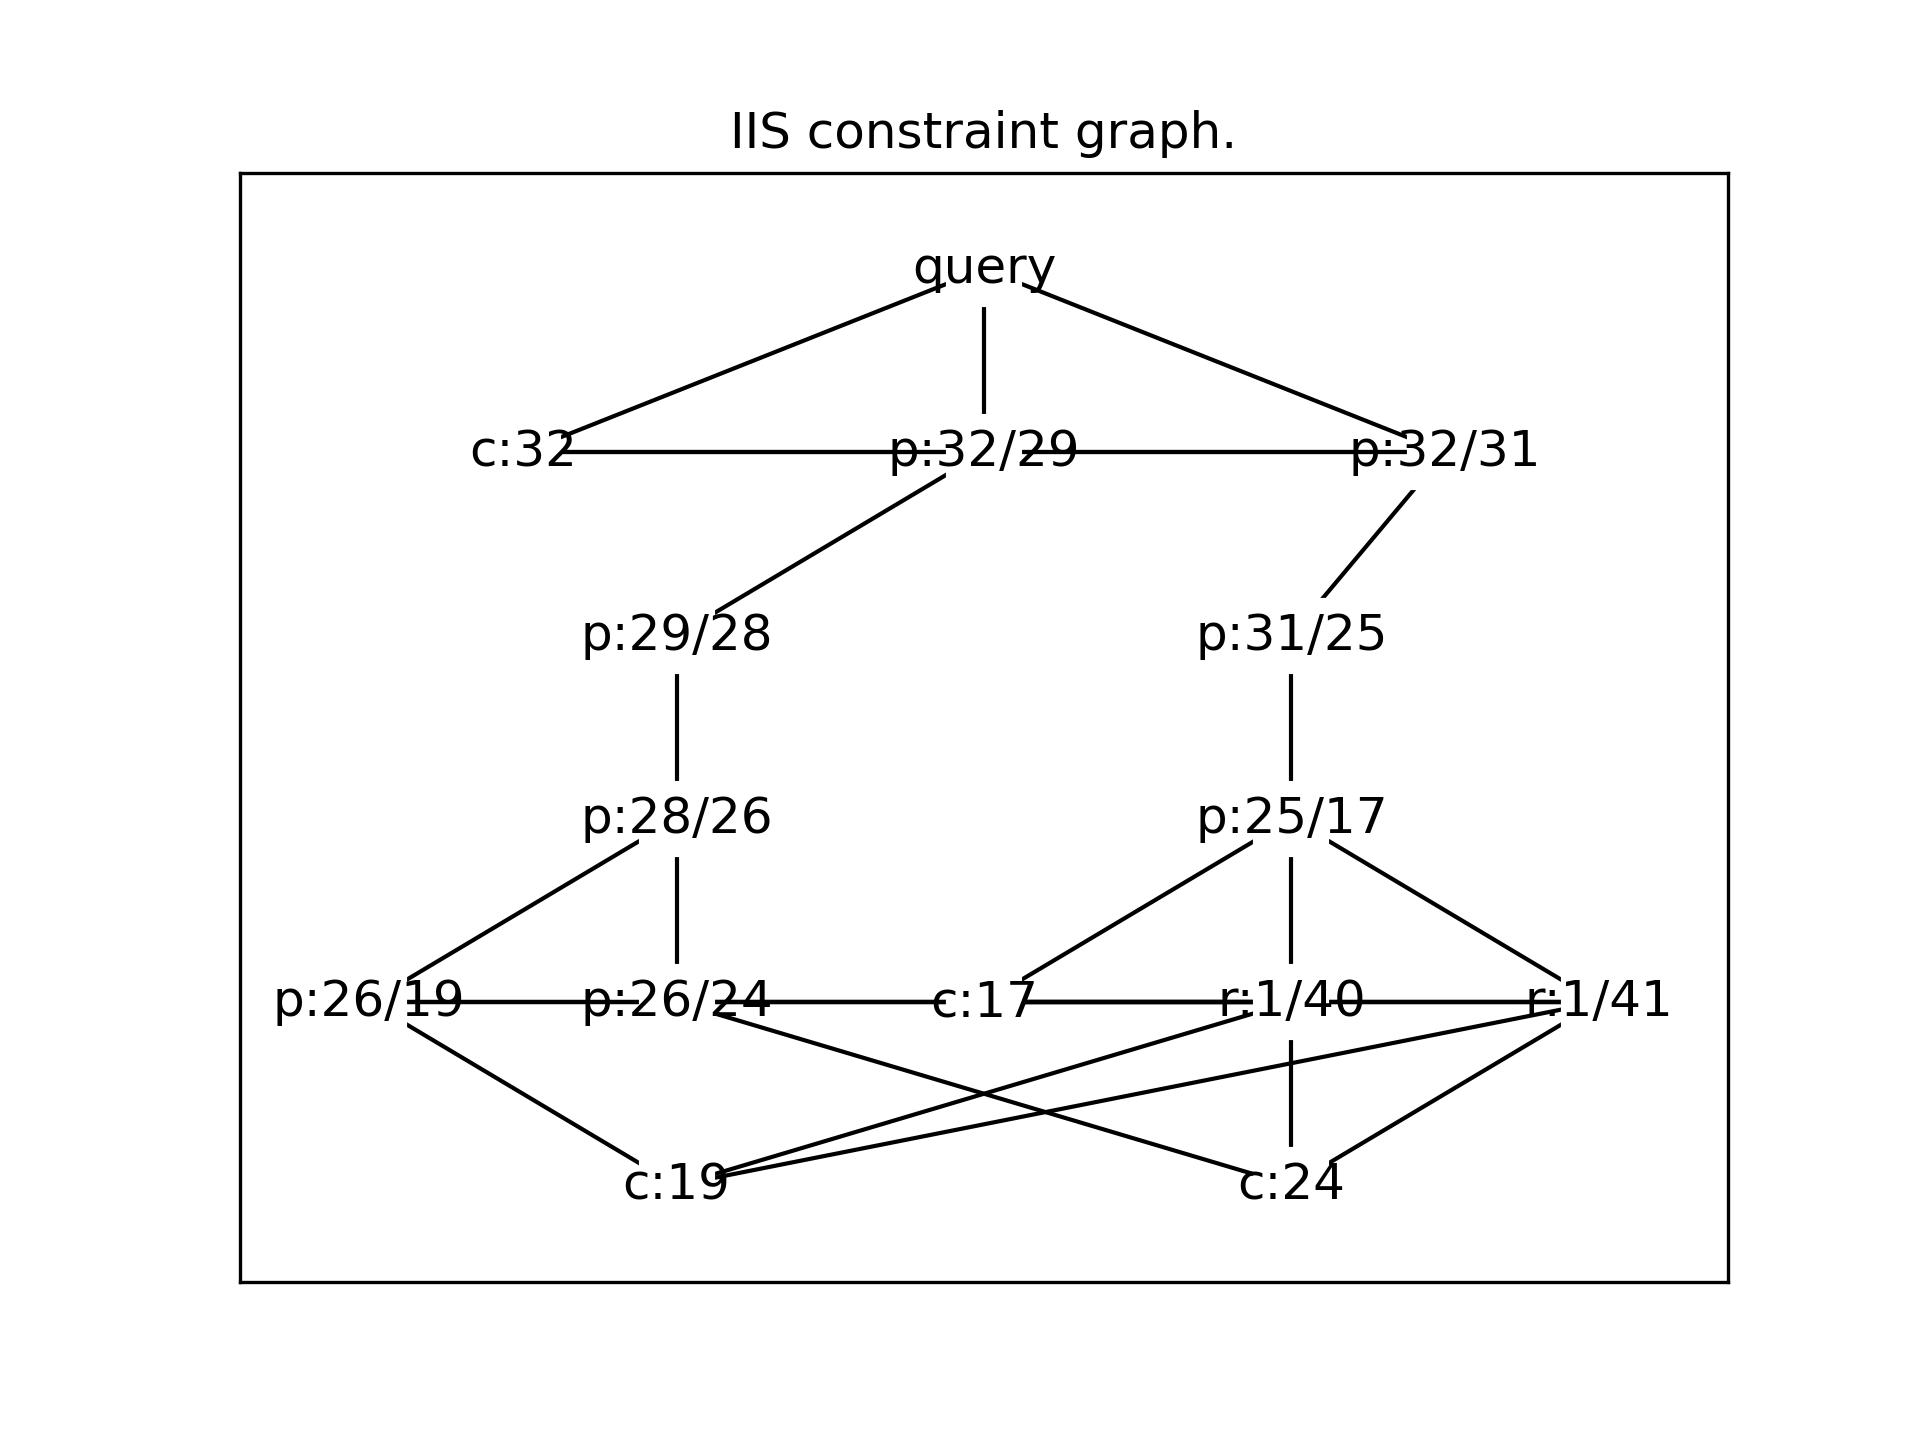 IIS constraint graph.
query
c:32 p:32/29 p:32/31
p:29/28 p:31/25
p:28/26 p:25/17
p:26/19 p:26/24 c:17 r:1/40 r:1/41
c:19 c:24